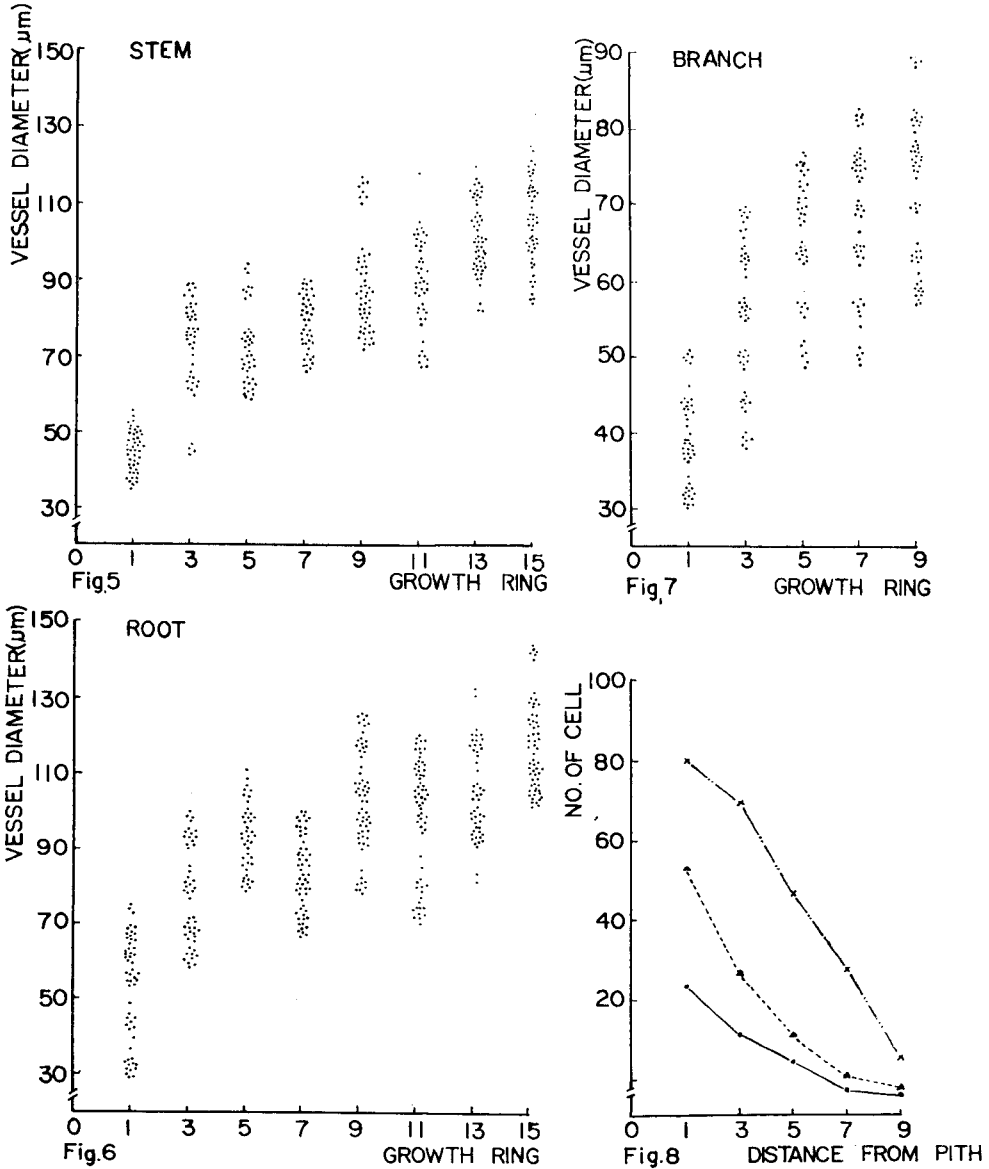 STEM
VESSEL DIAMETER(μm)
150
130
110
90
70
50
30
0 1 3 5 7 9 11 13 15
Fig.5 GROWTH RING
BRANCH
VESSEL DIAMETER(μm)
90
80
70
60
50
40
30
0 1 3 5 7 9
Fig.7 GROWTH RING
ROOT
VESSEL DIAMETER(μm)
150
130
110
90
70
50
30
0 1 3 5 7 9 11 13 15
Fig.6 GROWTH RING
NO. OF CELL
100
80
60
40
20
0 1 3 5 7 9
Fig.8 DISTANCE FROM PITH